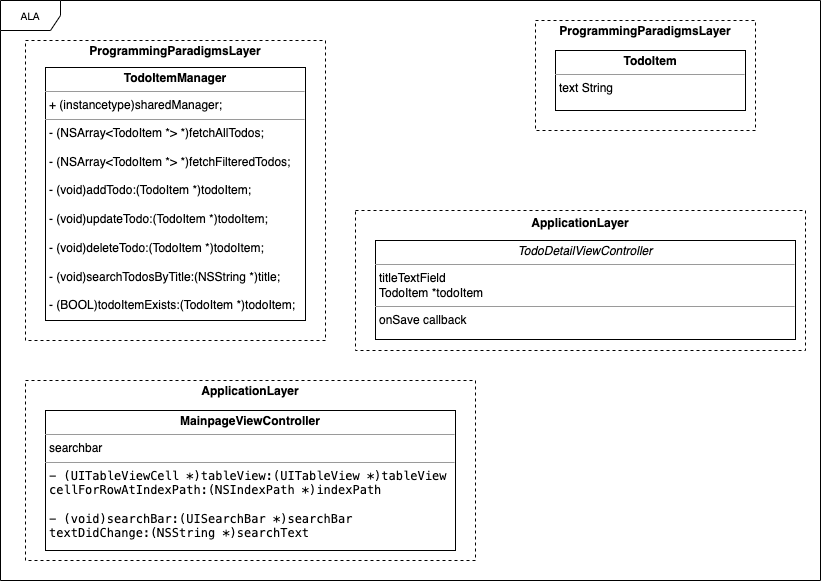 ALA
ProgrammingParadigmsLayer
TodoItemManager
+ (instancetype)sharedManager;
- (NSArray<TodoItem *> *)fetchAllTodos;
- (NSArray<TodoItem *> *)fetchFilteredTodos;
- (void)addTodo:(TodoItem *)todoItem;
- (void)updateTodo:(TodoItem *)todoItem;
- (void)deleteTodo:(TodoItem *)todoItem;
- (void)searchTodosByTitle:(NSString *)title;
- (BOOL)todoItemExists:(TodoItem *)todoItem;
ProgrammingParadigmsLayer
TodoItem
text String
ApplicationLayer
TodoDetailViewController
titleTextField
TodoItem *todoItem
onSave callback
ApplicationLayer
MainpageViewController
searchbar
- (UITableViewCell *)tableView:(UITableView *)tableView
cellForRowAtIndexPath:(NSIndexPath *)indexPath
- (void)searchBar:(UISearchBar *)searchBar
textDidChange:(NSString *)searchText